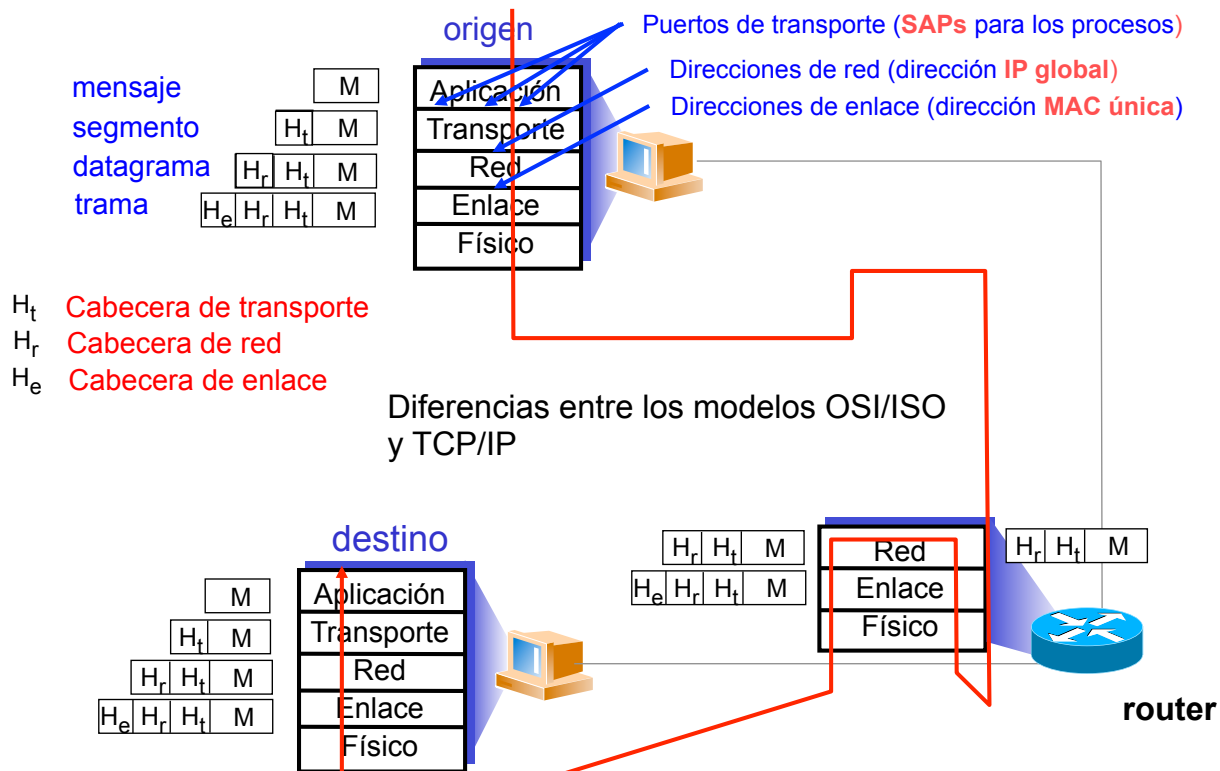 origen
Puertos de transporte (SAPs para los procesos)
Direcciones de red (dirección IP global)
Direcciones de enlace (dirección MAC única)
mensaje
M
Aplicación
segmento
Ht M
Transporte
datagrama
Hr Ht M
Red
trama
He Hr Ht M
Enlace
Físico
Ht Cabecera de transporte
Hr Cabecera de red
He Cabecera de enlace
Diferencias entre los modelos OSI/ISO
y TCP/IP
destino
M
Aplicación
Ht M
Transporte
Hr Ht M
Red
He Hr Ht M
Enlace
Físico
Hr Ht M
Red
Hr Ht M
He Hr Ht M
Enlace
Físico
router